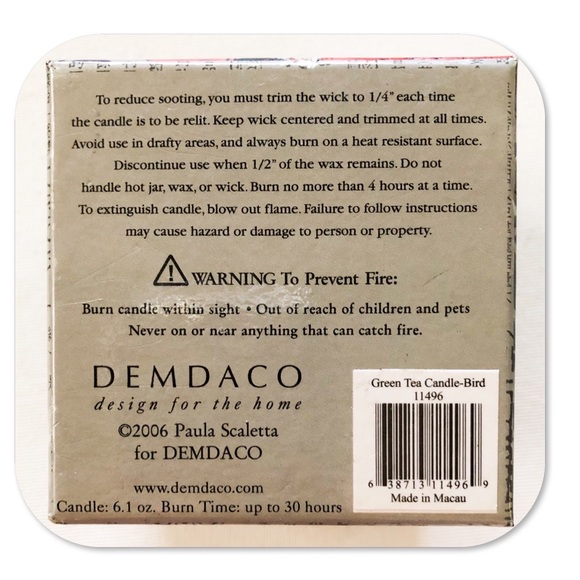 To reduce sooting, you must trim the wick to 1/4" each time
the candle is to be relit. Keep wick centered and trimmed at all times.
Avoid use in drafty areas, and always burn on a heat resistant surface.
Discontinue use when 1/2" of the wax remains. Do not
handle hot jar, wax, or wick. Burn no more than 4 hours at a time.
To extinguish candle, blow out flame. Failure to follow instructions
may cause hazard or damage to person or property.
WARNING To Prevent Fire:
Burn candle within sight • Out of reach of children and pets
Never on or near anything that can catch fire.
DEMDACO
design for the home
©2006 Paula Scaletta
for DEMDACO
www.demdaco.com
Candle: 6.1 oz. Burn Time: up to 30 hours
Green Tea Candle-Bird
11496
6 38713 11496 9
Made in Macau